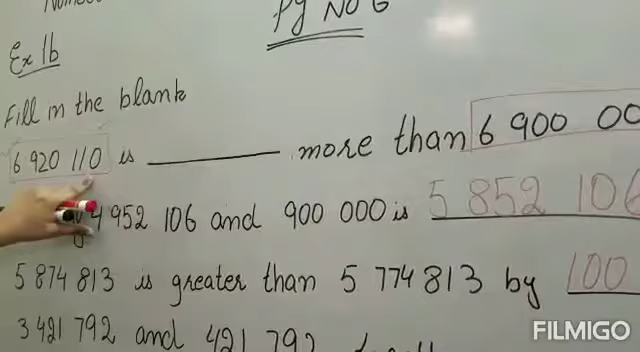 Pg No 6
Ex 1b
Fill in the blank
6 920 110 is ________ more than 6 900 00
4 952 106 and 900 000 is 5 852 106
5 874 813 is greater than 5 774 813 by 100
3 421 792 and 421 792
FILMIGO